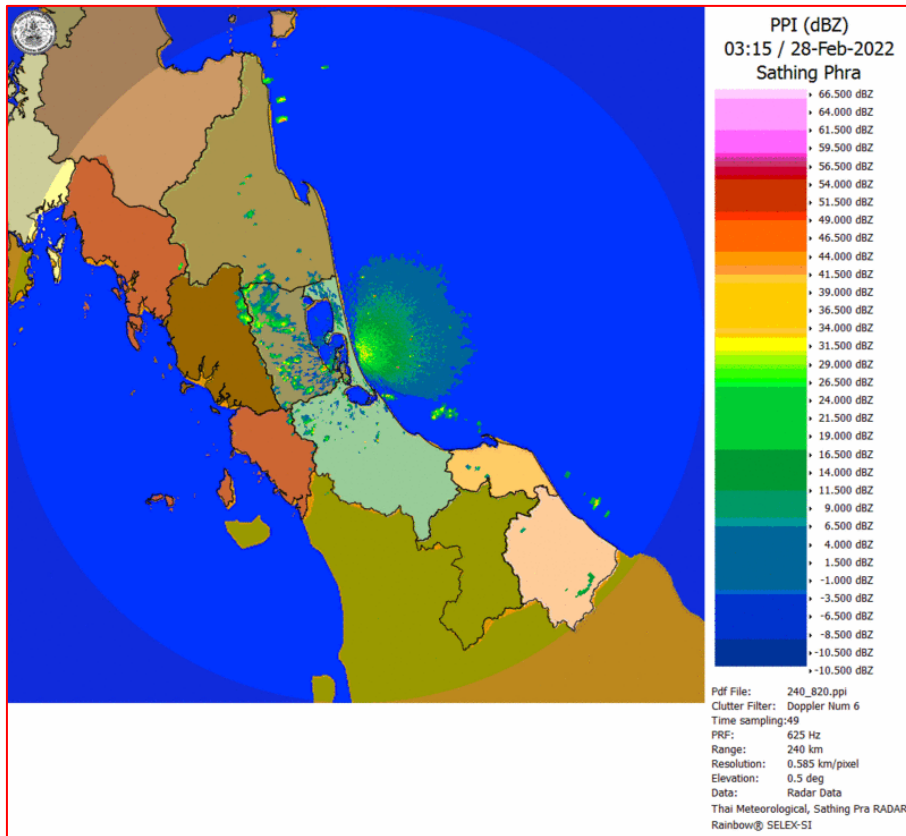 PPI (dBZ)
03:15 / 28-Feb-2022
Sathing Phra
66.500 dBZ
64.000 dBZ
61.500 dBZ
59.500 dBZ
56.500 dBZ
54.000 dBZ
51.500 dBZ
49.000 dBZ
46.500 dBZ
44.000 dBZ
41.500 dBZ
39.000 dBZ
36.500 dBZ
34.000 dBZ
31.500 dBZ
29.000 dBZ
26.500 dBZ
24.000 dBZ
21.500 dBZ
19.000 dBZ
16.500 dBZ
14.000 dBZ
11.500 dBZ
9.000 dBZ
6.500 dBZ
4.000 dBZ
1.500 dBZ
-1.000 dBZ
-3.500 dBZ
-6.500 dBZ
-8.500 dBZ
-10.500 dBZ
-10.500 dBZ
Pdf File: 240_820.ppi
Clutter Filter: Doppler Num 6
Time sampling:49
PRF: 625 Hz
Range: 240 km
Resolution: 0.585 km/pixel
Elevation: 0.5 deg
Data: Radar Data
Thai Meteorological, Sathing Pra RADAR
Rainbow® SELEX-SI